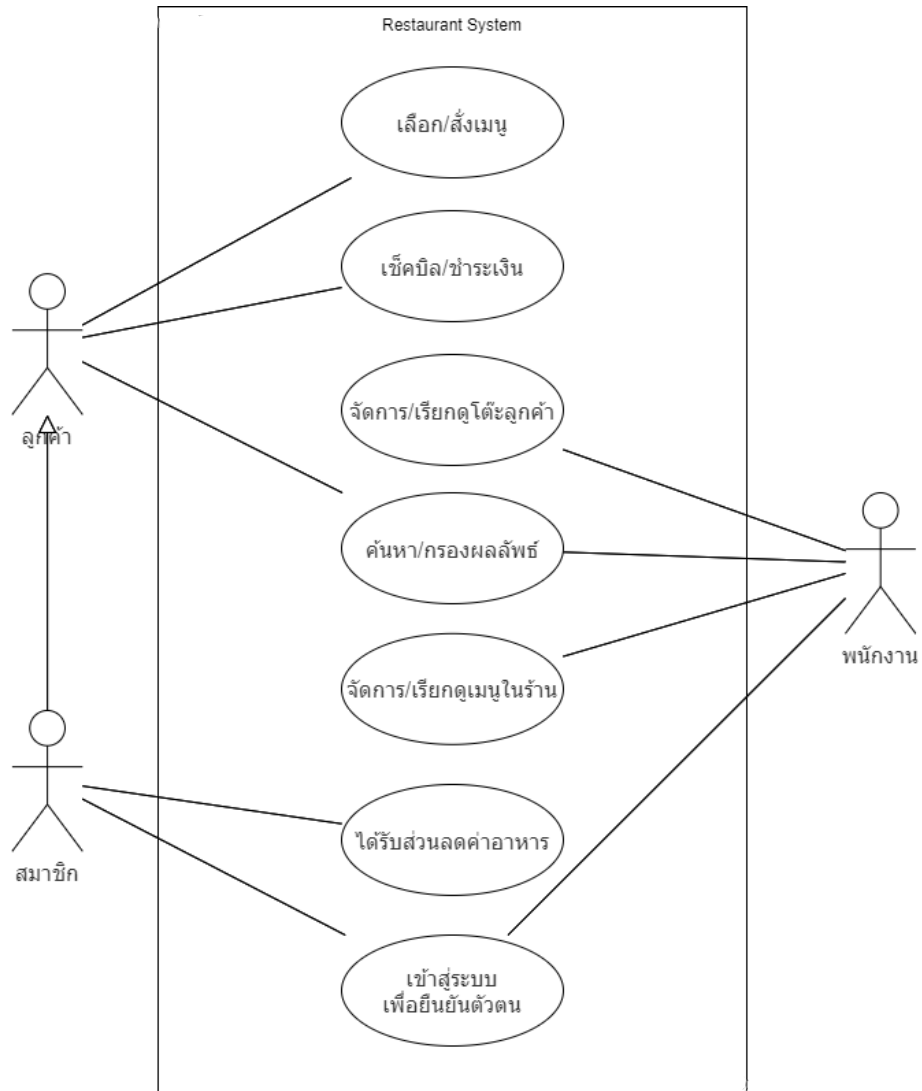 Restaurant System
เลือก/สั่งเมนู
เช็คบิล/ชำระเงิน
ลูกค้า
จัดการ/เรียกดูโต๊ะลูกค้า
ค้นหา/กรองผลลัพธ์
พนักงาน
จัดการ/เรียกดูเมนูในร้าน
สมาชิก
ได้รับส่วนลดค่าอาหาร
เข้าสู่ระบบ
เพื่อยืนยันตัวตน